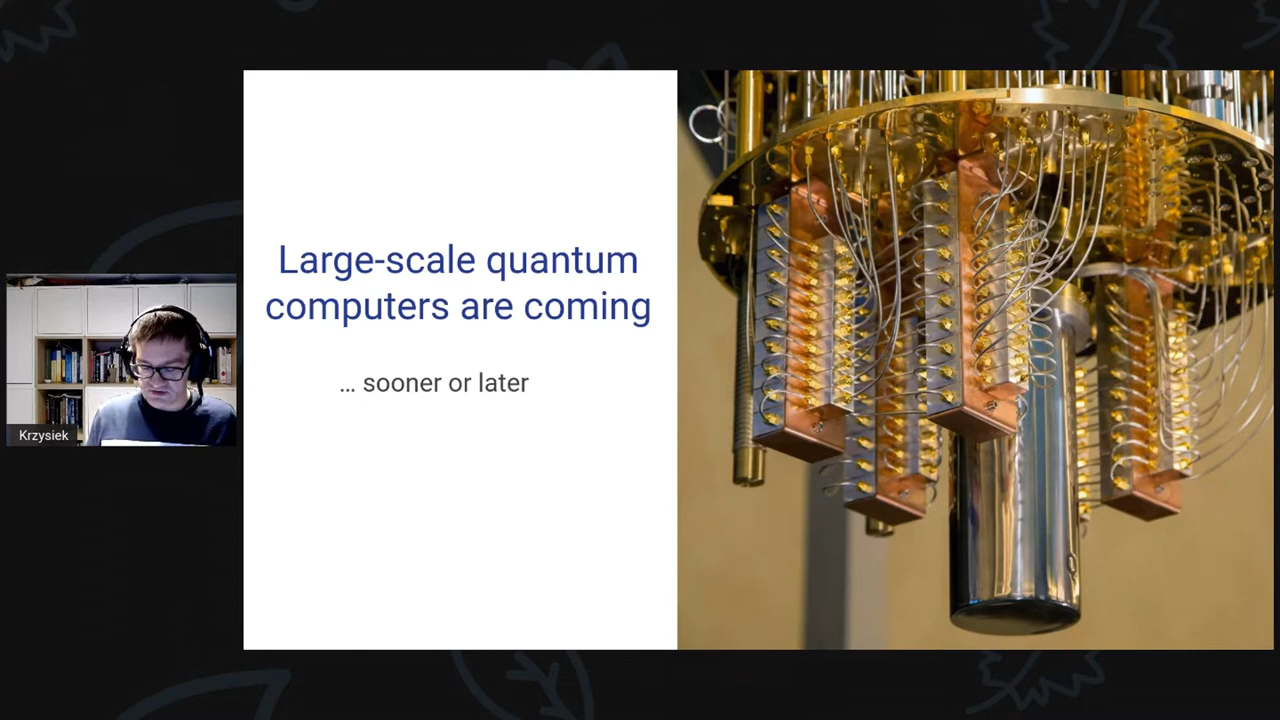 Large-scale quantum
computers are coming
… sooner or later
Krzysiek